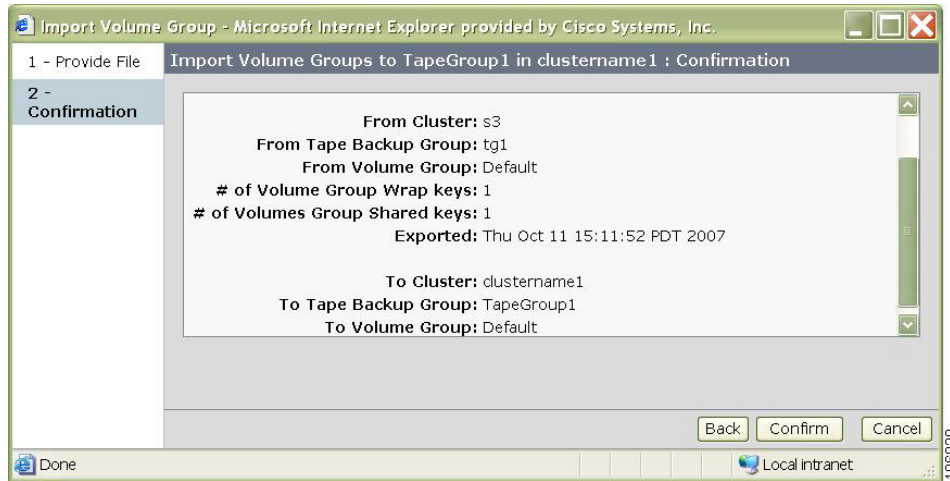 Import Volume Group - Microsoft Internet Explorer provided by Cisco Systems, Inc.
1 - Provide File
2 -
Confirmation
Import Volume Groups to TapeGroup1 in clustername1 : Confirmation
From Cluster: s3
From Tape Backup Group: tg1
From Volume Group: Default
# of Volume Group Wrap keys: 1
# of Volumes Group Shared keys: 1
Exported: Thu Oct 11 15:11:52 PDT 2007
To Cluster: clustername1
To Tape Backup Group: TapeGroup1
To Volume Group: Default
Back Confirm Cancel
Done
Local intranet